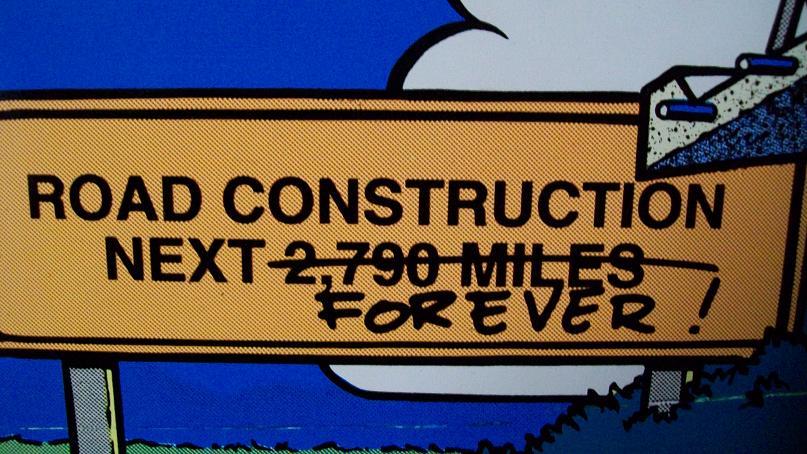 ROAD CONSTRUCTION
NEXT 2,790 MILES
FOREVER!